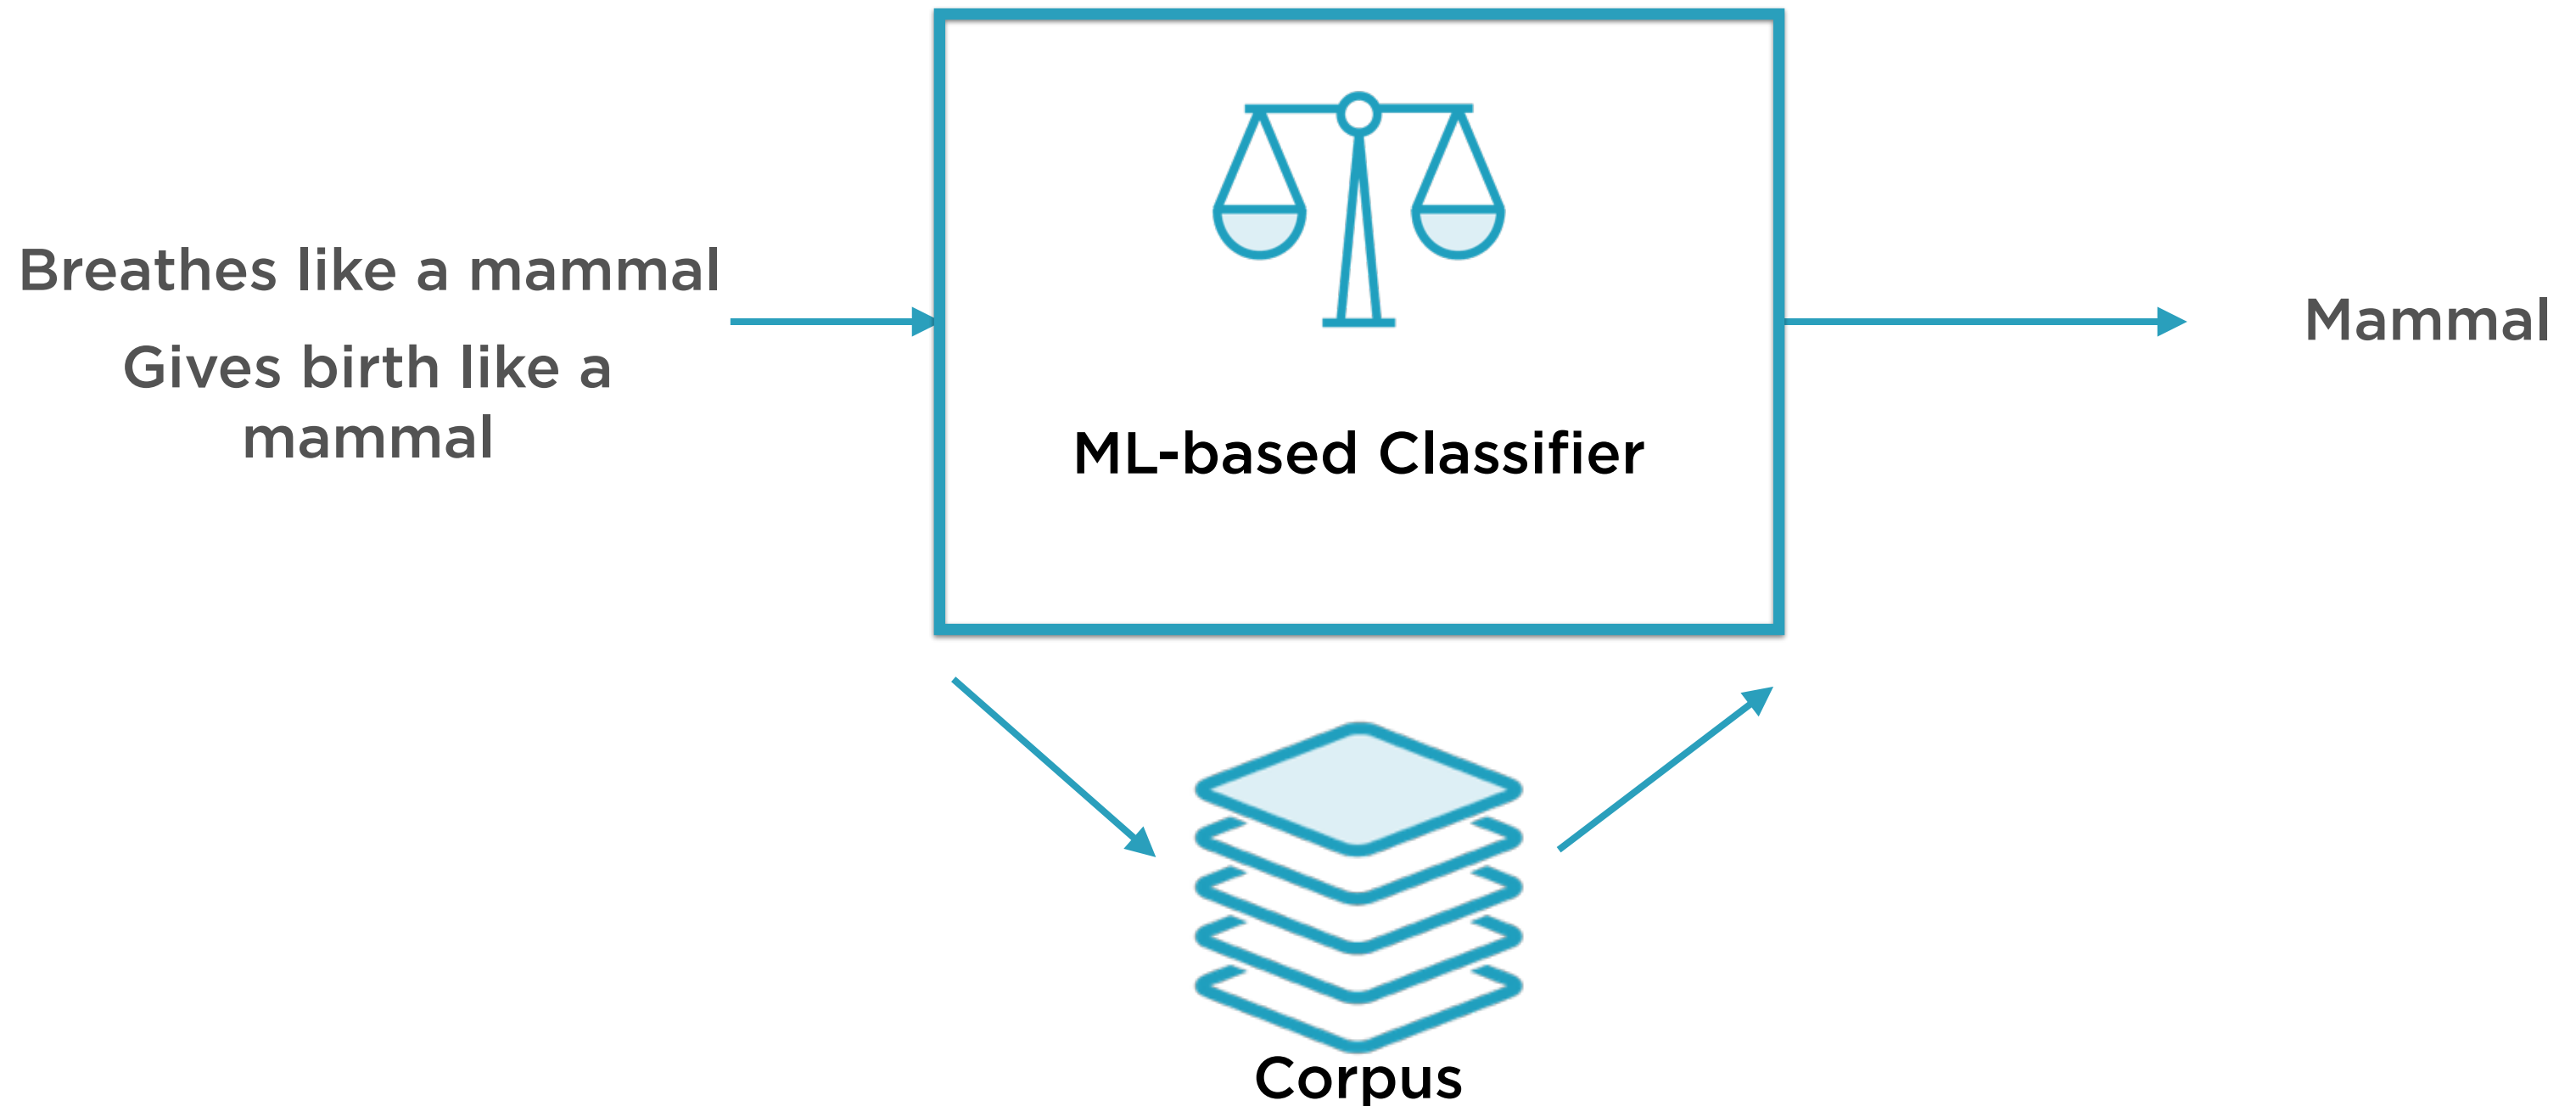 Breathes like a mammal
Gives birth like a
mammal
ML-based Classifier
Mammal
Corpus